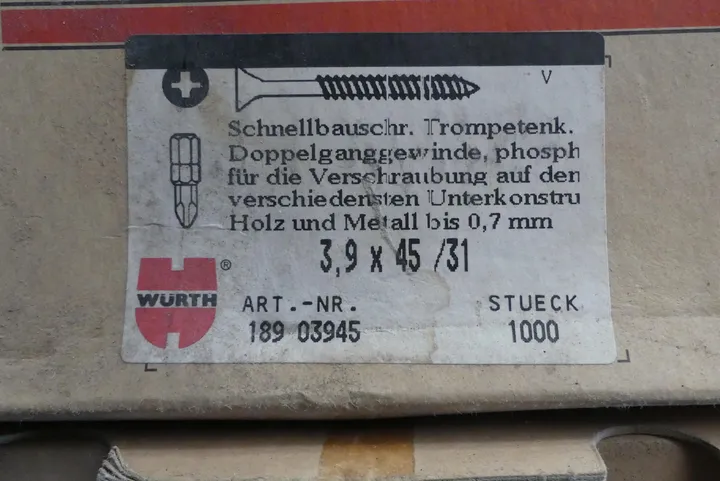 V
Schnellbauschr. Trompetenk.
Doppelganggewinde, phosph
für die Verschraubung auf den
verschiedensten Unterkonstru
Holz und Metall bis 0,7 mm
3,9 x 45 /31
WÜRTH ®
ART.-NR. STUECK
189 03945 1000